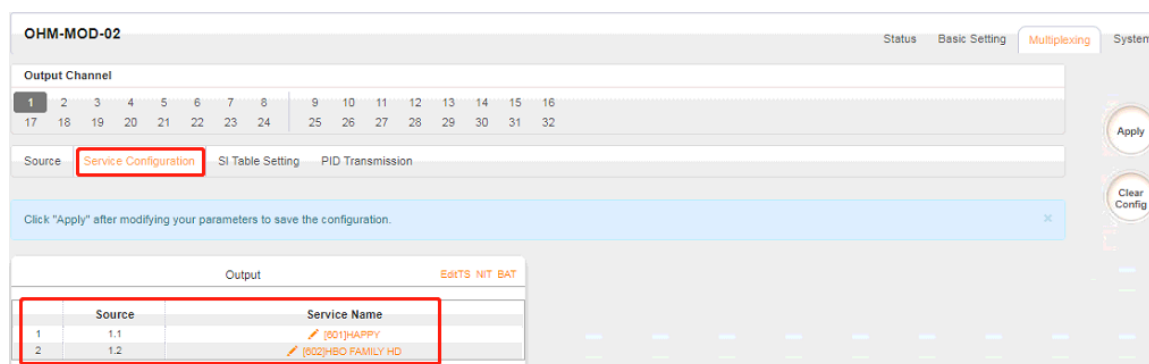 OHM-MOD-02
Status Basic Setting Multiplexing System
Output Channel
1 2 3 4 5 6 7 8 9 10 11 12 13 14 15 16
17 18 19 20 21 22 23 24 25 26 27 28 29 30 31 32
Apply
Source Service Configuration SI Table Setting PID Transmission
Clear
Config
Click "Apply" after modifying your parameters to save the configuration. ×
Output EditTS NIT BAT
Source Service Name
1 1.1 [601]HAPPY
2 1.2 [602]HBO FAMILY HD